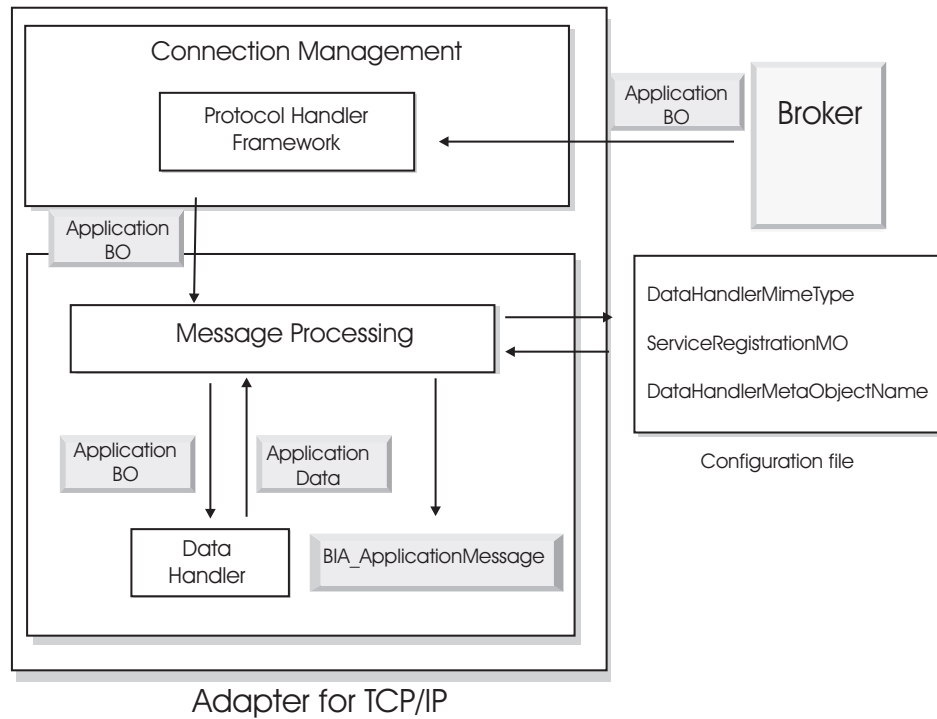 Connection Management
Protocol Handler
Framework
Application
BO
Broker
Application
BO
Message Processing
DataHandlerMimeType
ServiceRegistrationMO
DataHandlerMetaObjectName
Configuration file
Application
BO
Application
Data
Data
Handler
BIA_ApplicationMessage
Adapter for TCP/IP